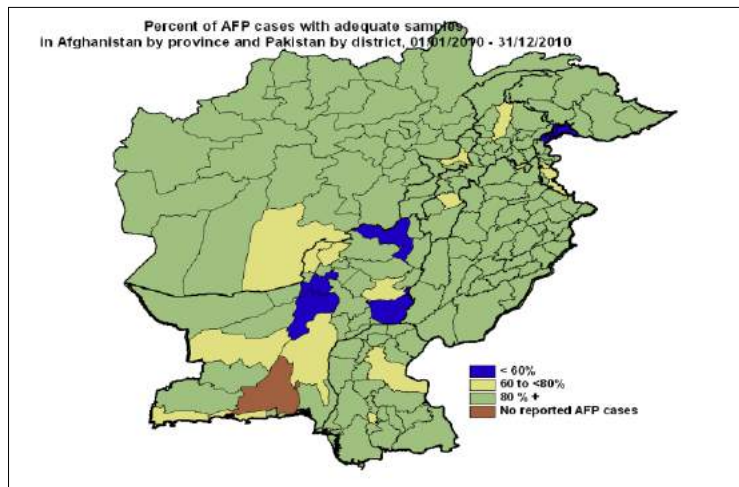 Percent of AFP cases with adequate samples
in Afghanistan by province and Pakistan by district, 01/01/2010 - 31/12/2010
< 60%
60 to <80%
80 % +
No reported AFP cases